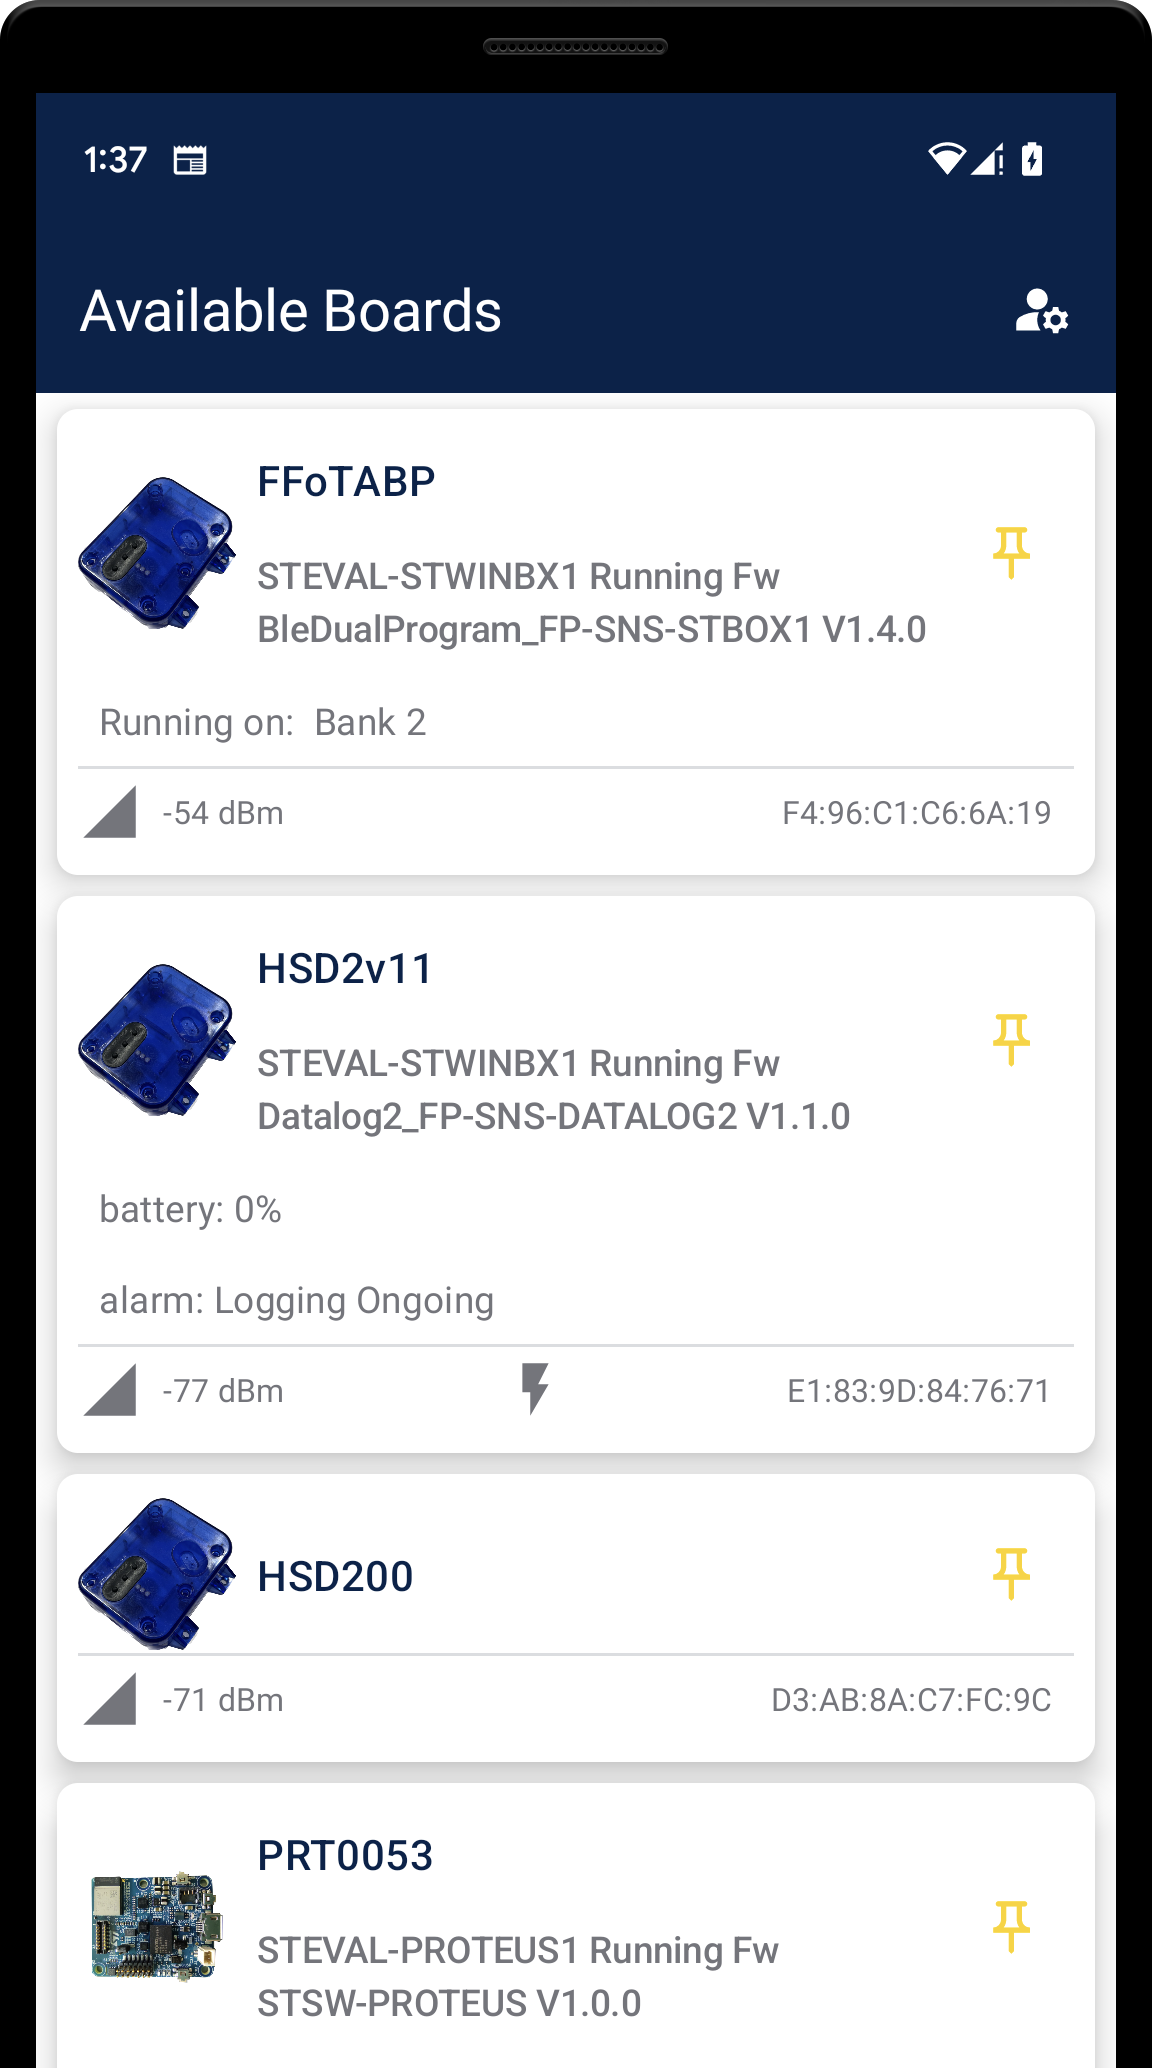 1:37
Available Boards
FFoTABP
STEVAL-STWINBX1 Running Fw
BleDualProgram_FP-SNS-STBOX1 V1.4.0
Running on:  Bank 2
-54 dBm
F4:96:C1:C6:6A:19
HSD2v11
STEVAL-STWINBX1 Running Fw
Datalog2_FP-SNS-DATALOG2 V1.1.0
battery: 0%
alarm: Logging Ongoing
-77 dBm
E1:83:9D:84:76:71
HSD200
-71 dBm
D3:AB:8A:C7:FC:9C
PRT0053
STEVAL-PROTEUS1 Running Fw
STSW-PROTEUS V1.0.0